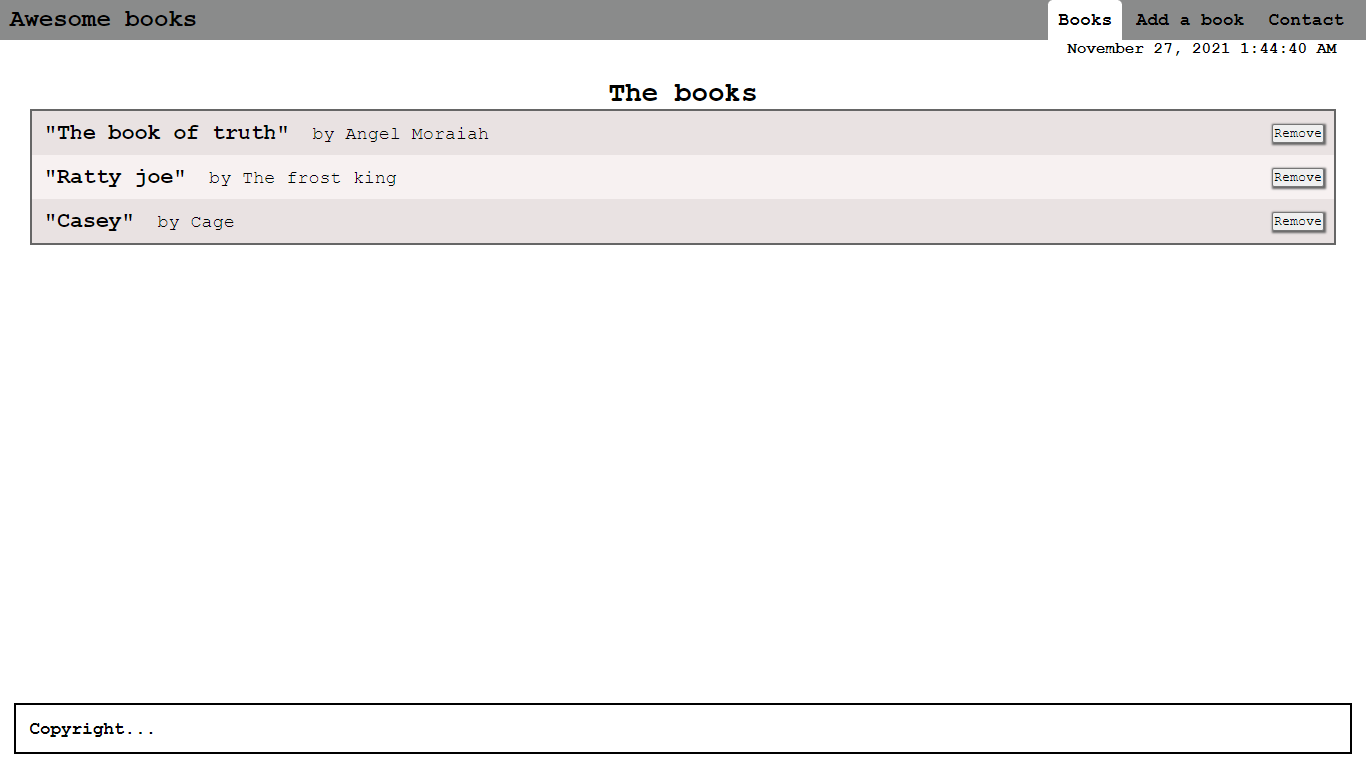 Awesome books Books Add a book Contact
November 27, 2021 1:44:40 AM
The books
"The book of truth" by Angel Moraiah Remove
"Ratty joe" by The frost king Remove
"Casey" by Cage Remove
Copyright...